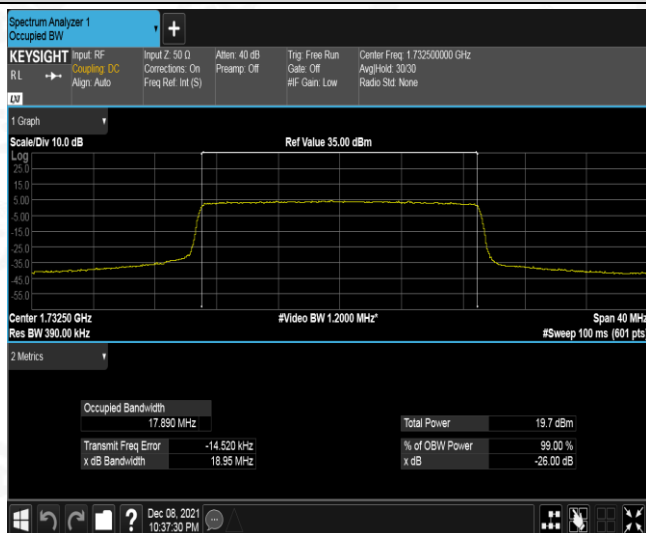 Spectrum Analyzer 1
Occupied BW
KEYSIGHT
RL
LXI
Input: RF
Coupling: DC
Align: Auto
Input Z: 50 Ω
Corrections: On
Freq Ref: Int (S)
Atten: 40 dB
Preamp: Off
Trig: Free Run
Gate: Off
#IF Gain: Low
Center Freq: 1.732500000 GHz
Avg|Hold: 30/30
Radio Std: None
1 Graph
Scale/Div 10.0 dB
Ref Value 35.00 dBm
Log
25.0
15.0
5.00
-5.00
-15.0
-25.0
-35.0
-45.0
-55.0
Center 1.73250 GHz
#Video BW 1.2000 MHz*
Span 40 MHz
Res BW 390.00 kHz
#Sweep 100 ms (601 pts)
2 Metrics
Occupied Bandwidth
17.890 MHz
Total Power 19.7 dBm
Transmit Freq Error -14.520 kHz
% of OBW Power 99.00 %
x dB Bandwidth 18.95 MHz
x dB -26.00 dB
?
Dec 08, 2021
10:37:30 PM